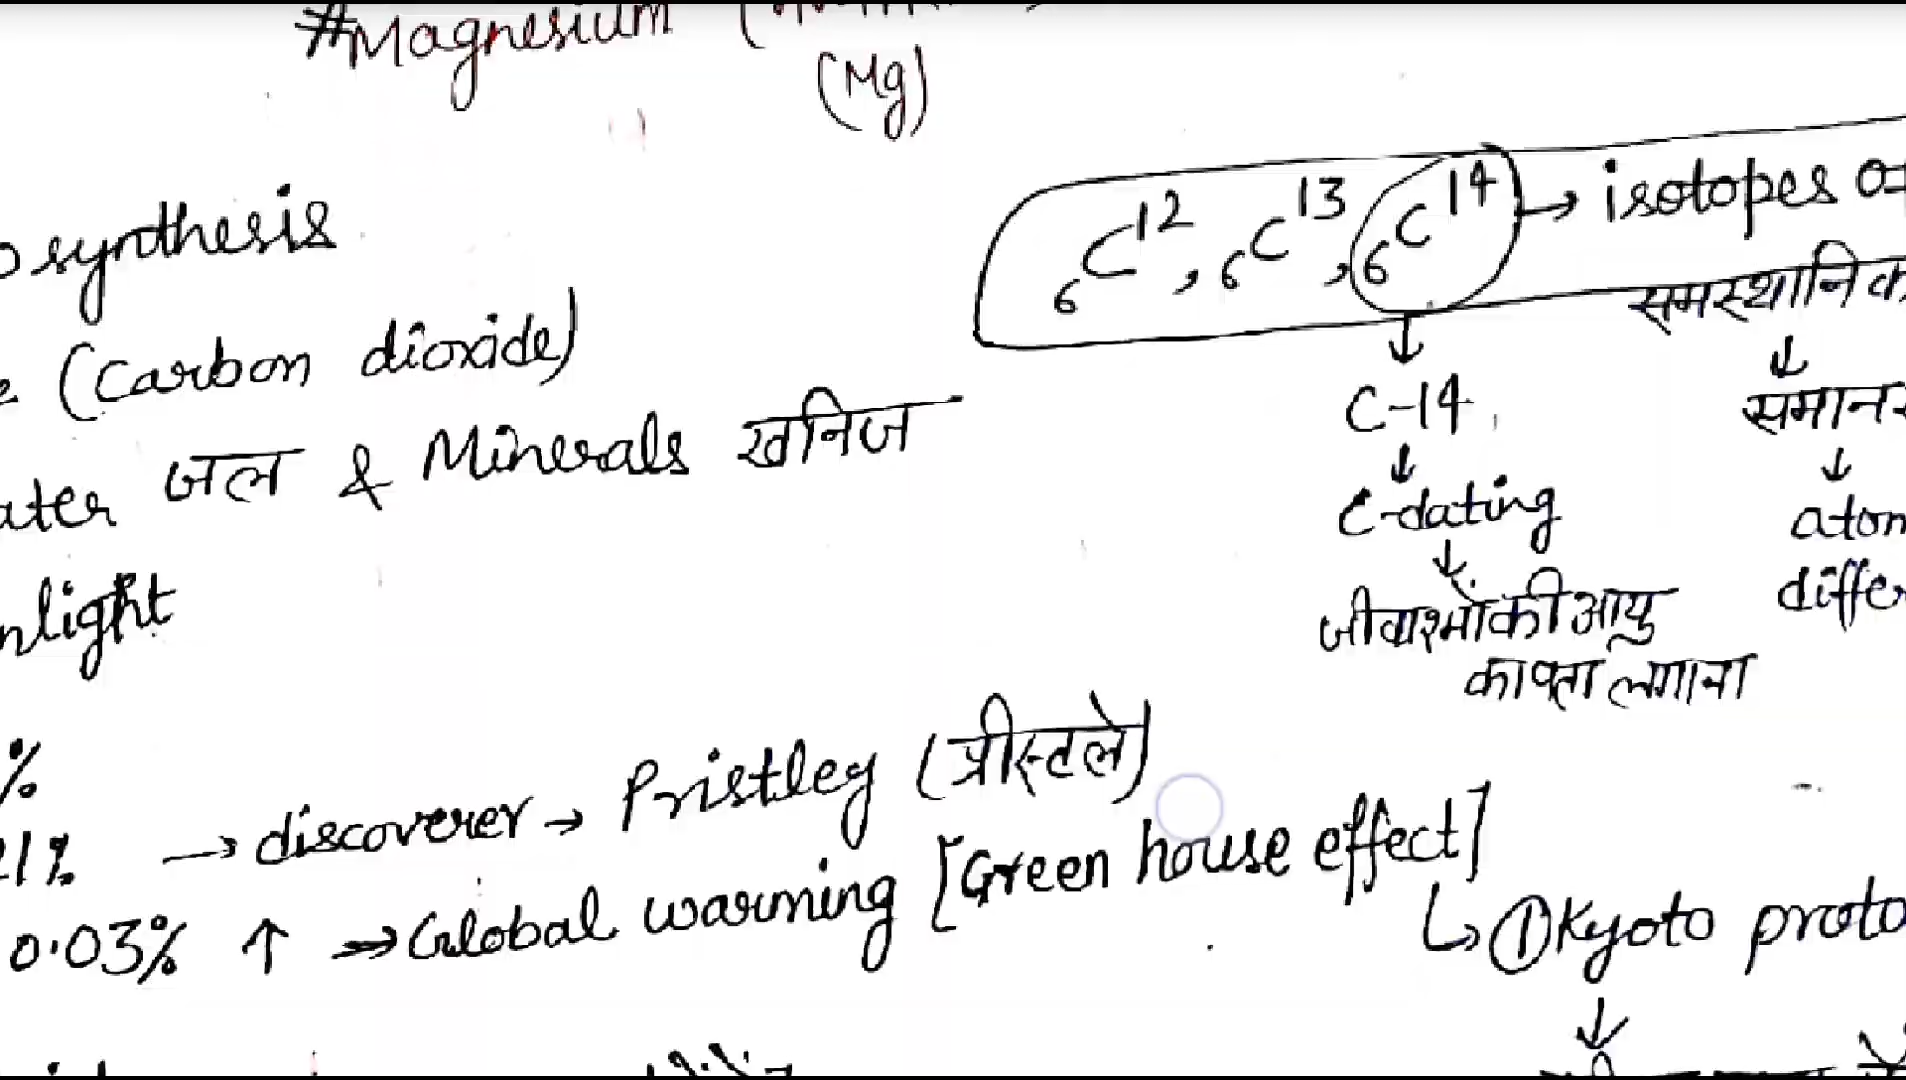 #Magnesium (
(Mg)
synthesis
(Carbon dioxide)
ater जल & Minerals खनिज
nlight
₆C¹², ₆C¹³, ₆C¹⁴ → isotopes of
समस्थानिक
↓
समान
↓
atom
differ
↓
C-14
↓
C-dating
↓
जीवाश्मों की आयु
का पता लगाना
%
21% → discoverer → Pristley (प्रीस्टले)
0.03% ↑ → Global warming [Green house effect]
↳ ① Kyoto proto
↓